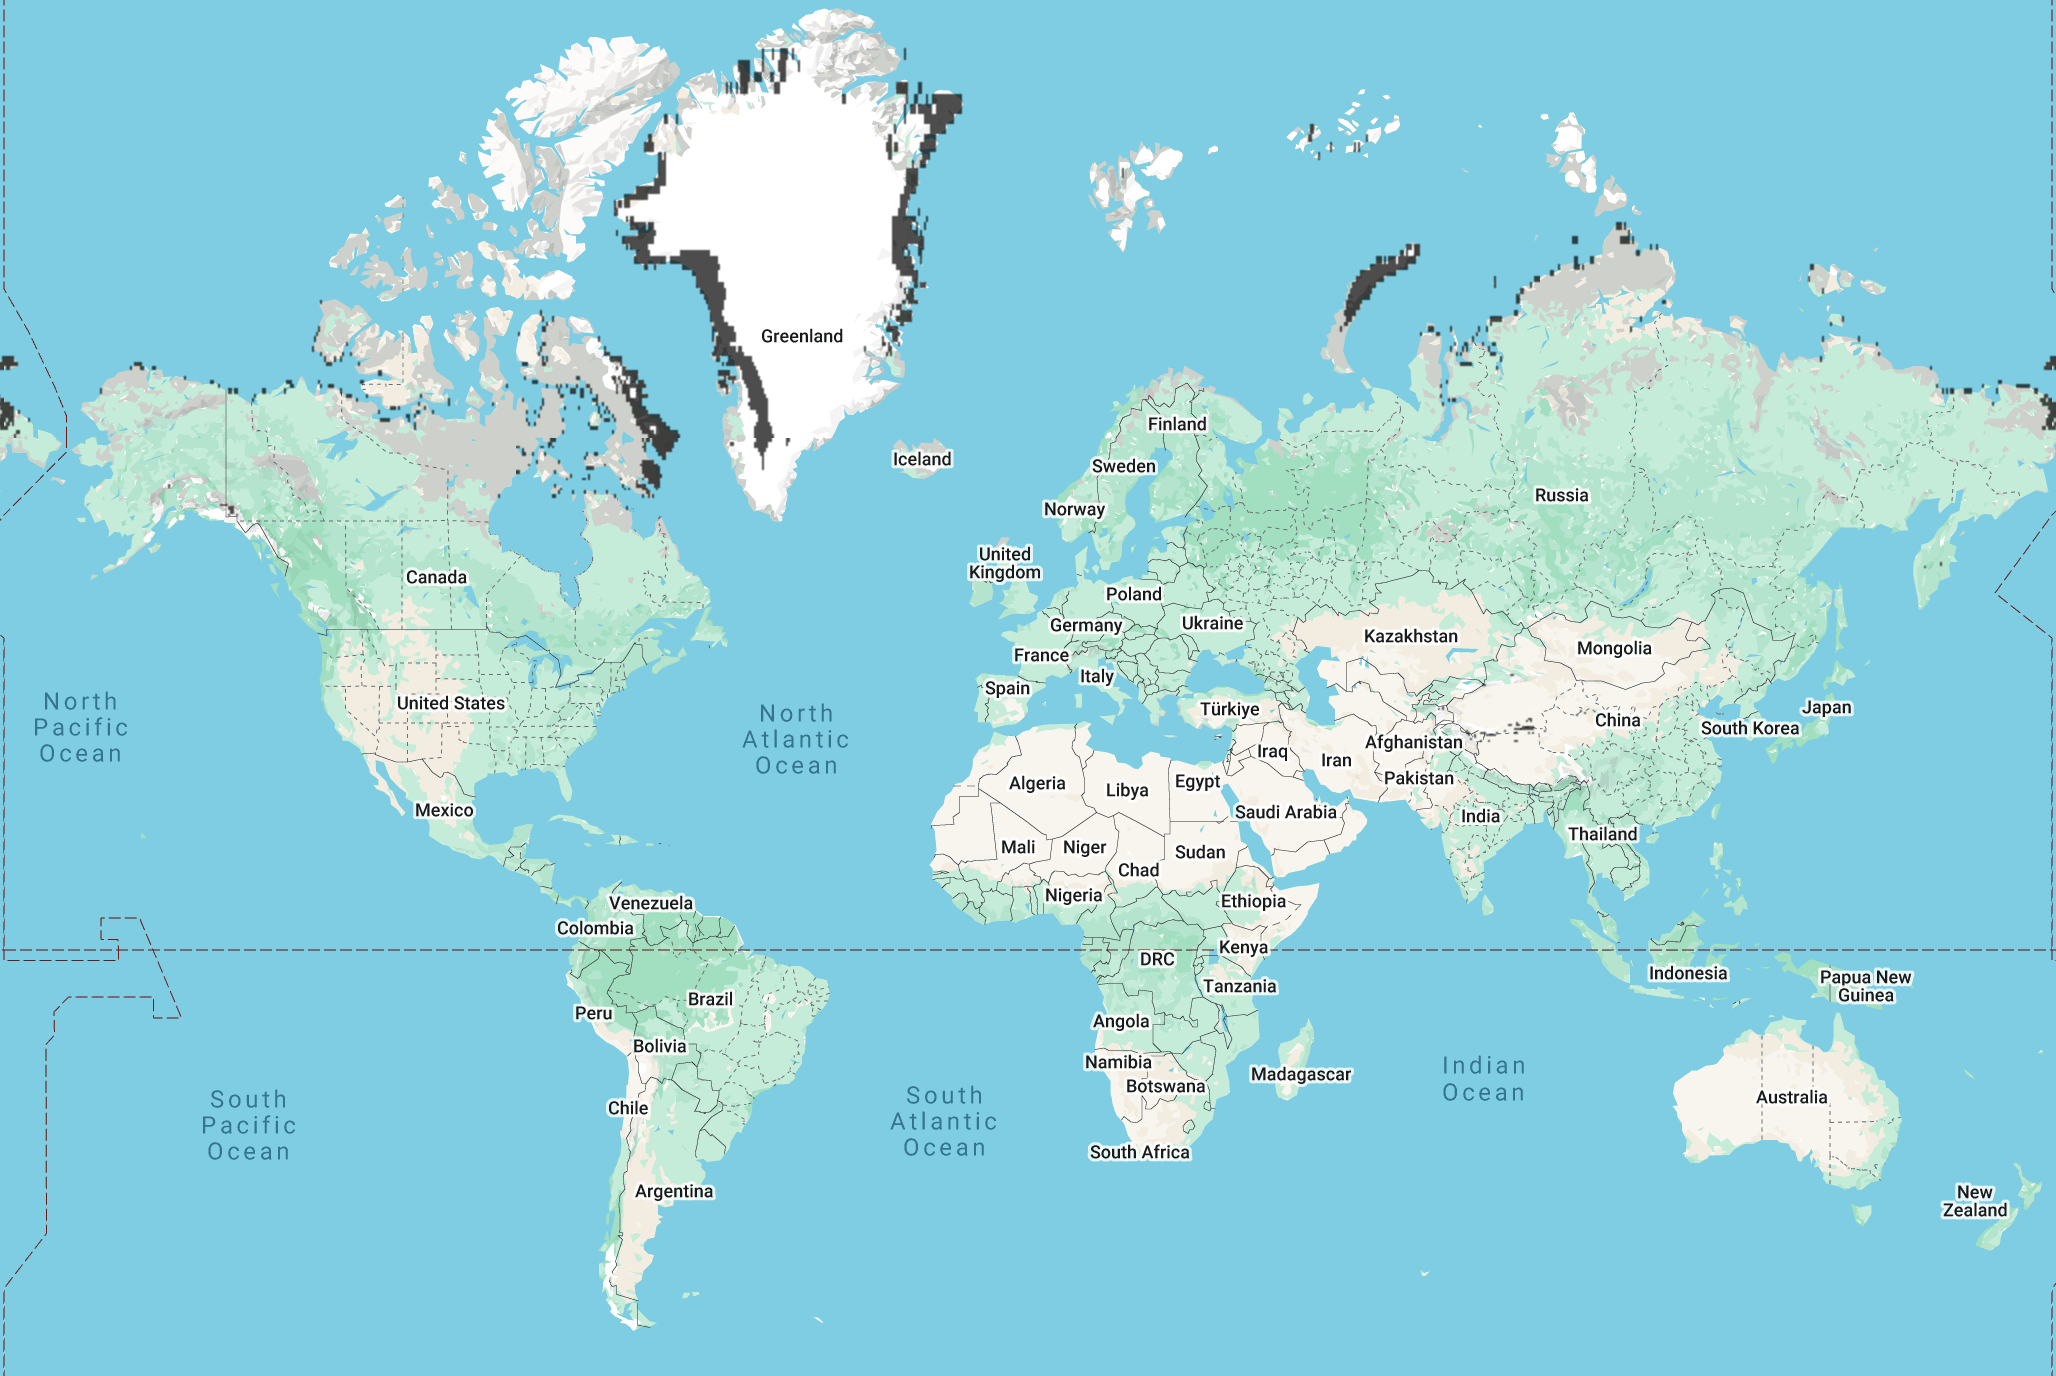 Greenland
Iceland
Finland
Sweden
Norway
Russia
United
Kingdom
Canada
Poland
Germany
Ukraine
Kazakhstan
Mongolia
France
Italy
Spain
United States
North
Pacific
Ocean
North
Atlantic
Ocean
Türkiye
China
Japan
South Korea
Iraq
Iran
Afghanistan
Pakistan
Algeria
Libya
Egypt
Saudi Arabia
India
Mexico
Thailand
Mali
Niger
Chad
Sudan
Nigeria
Ethiopia
Venezuela
Colombia
Kenya
DRC
Indonesia
Papua New
Guinea
Tanzania
Brazil
Peru
Angola
Bolivia
Namibia
Botswana
Madagascar
Indian
Ocean
Chile
Australia
South
Pacific
Ocean
South
Atlantic
Ocean
South Africa
Argentina
New
Zealand